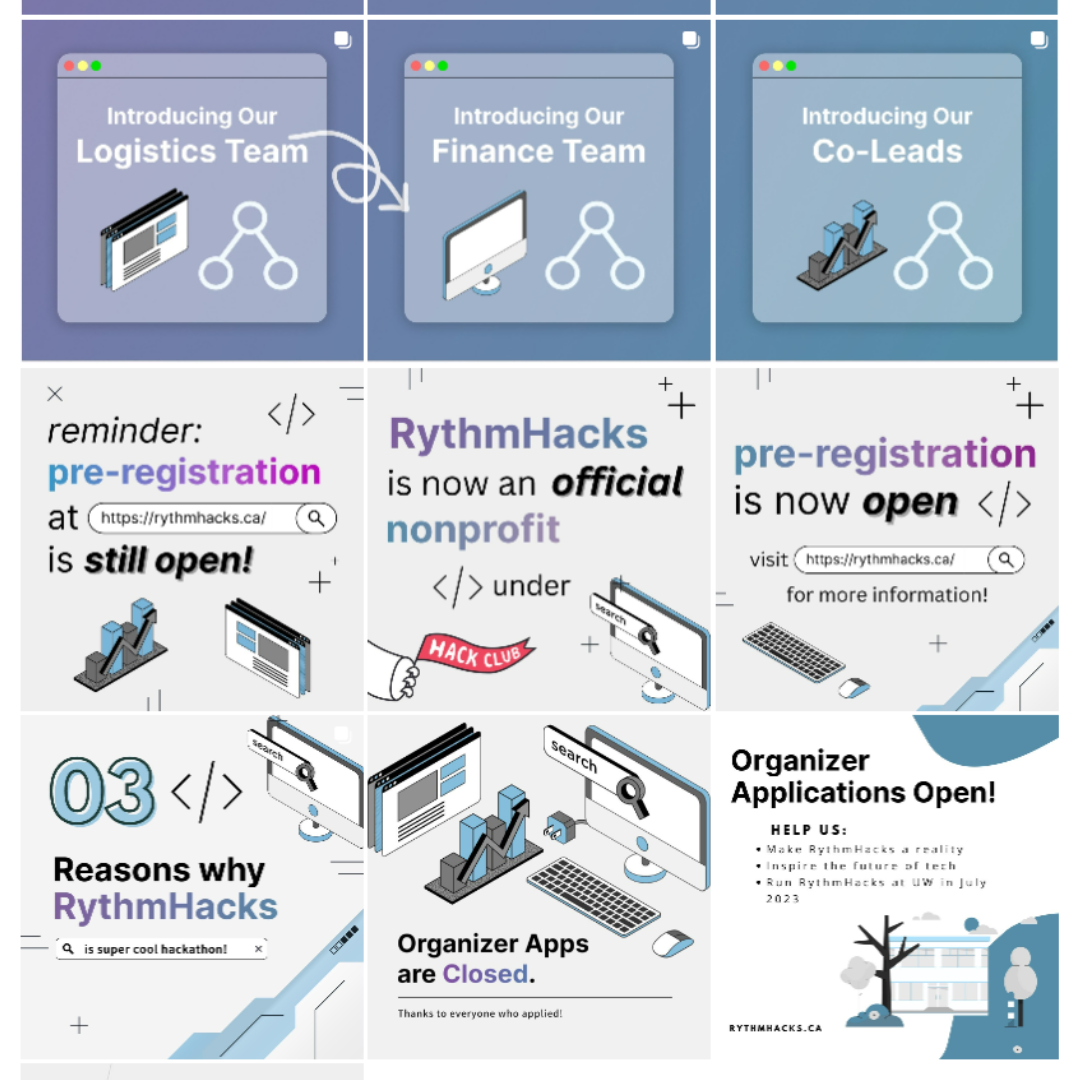 Introducing Our
Logistics Team
Introducing Our
Finance Team
Introducing Our
Co-Leads
reminder:
</>
pre-registration
at https://rythmhacks.ca/
is still open!
RythmHacks
is now an official
nonprofit
</> under
HACK CLUB
search
pre-registration
is now open </>
visit https://rythmhacks.ca/
for more information!
03 </>
search
Reasons why
RythmHacks
is super cool hackathon! ×
search
Organizer Apps
are Closed.
Thanks to everyone who applied!
Organizer
Applications Open!
HELP US:
• Make RythmHacks a reality
• Inspire the future of tech
• Run RythmHacks at UW in July
2023
RYTHMHACKS.CA